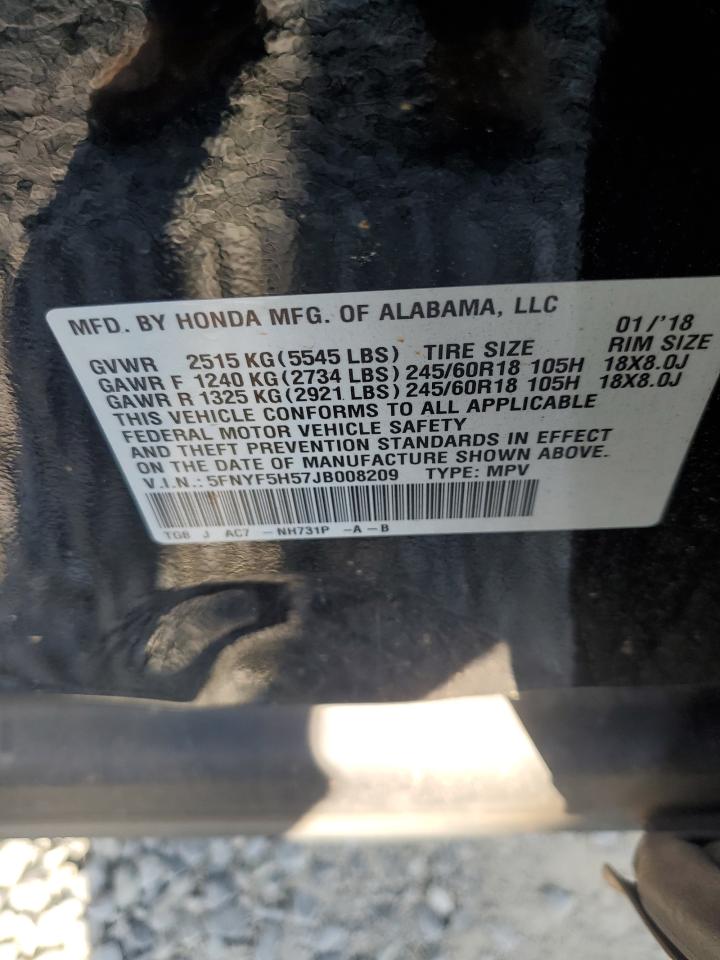 MFD. BY HONDA MFG. OF ALABAMA, LLC 01/'18
GVWR 2515 KG (5545 LBS) TIRE SIZE RIM SIZE
GAWR F 1240 KG (2734 LBS) 245/60R18 105H 18X8.0J
GAWR R 1325 KG (2921 LBS) 245/60R18 105H 18X8.0J
THIS VEHICLE CONFORMS TO ALL APPLICABLE
FEDERAL MOTOR VEHICLE SAFETY
AND THEFT PREVENTION STANDARDS IN EFFECT
ON THE DATE OF MANUFACTURE SHOWN ABOVE.
V.I.N.: 5FNYF5H57JB008209 TYPE: MPV
TG8 J AC7 -NH731P -A-B